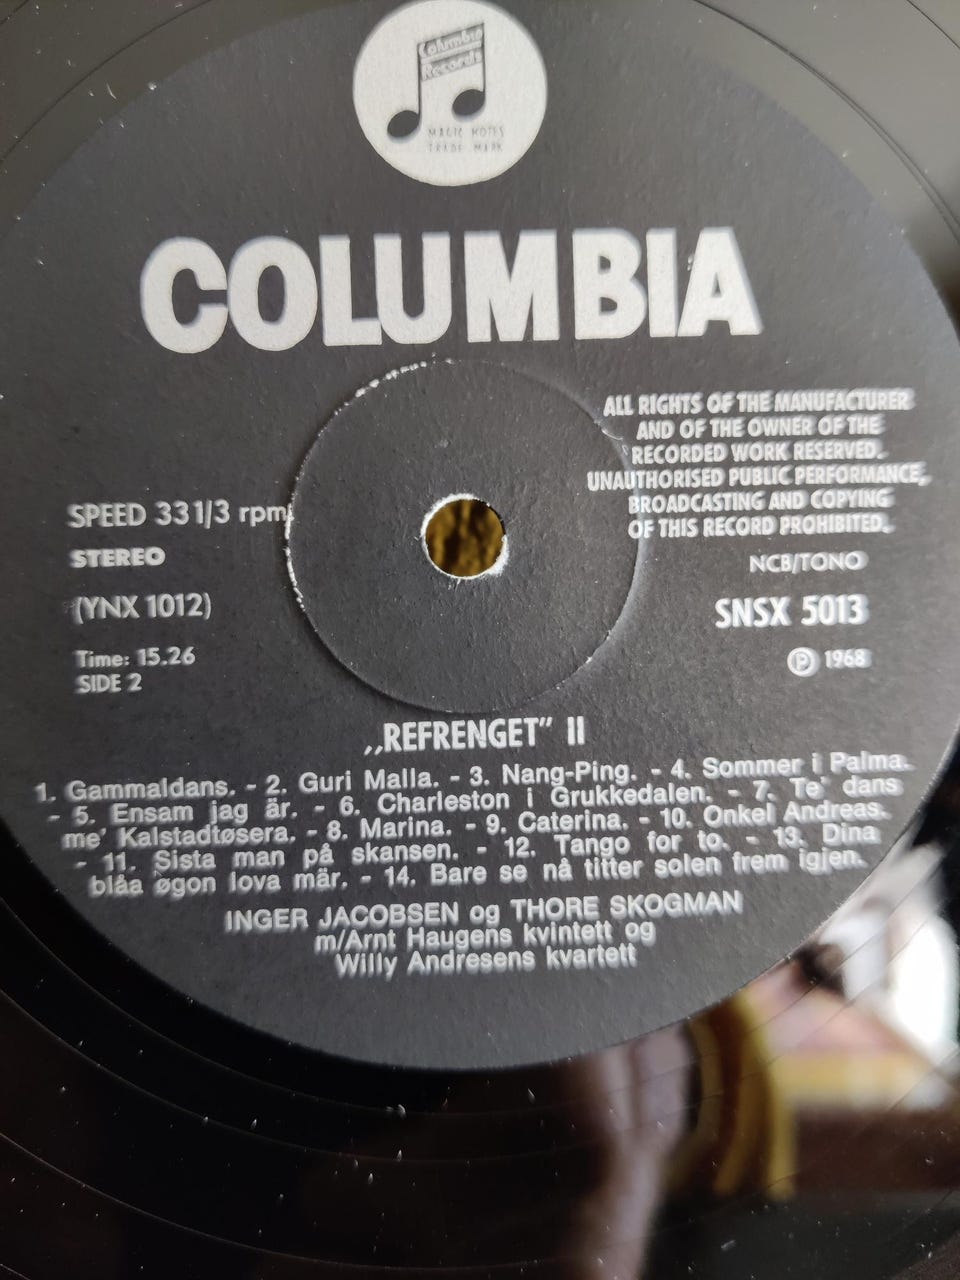 Columbia
Records
MAGIC NOTES
TRADE MARK
COLUMBIA
ALL RIGHTS OF THE MANUFACTURER
AND OF THE OWNER OF THE
RECORDED WORK RESERVED.
UNAUTHORISED PUBLIC PERFORMANCE,
BROADCASTING AND COPYING
OF THIS RECORD PROHIBITED.
SPEED 33 1/3 rpm
STEREO
NCB/TONO
(YNX 1012)
SNSX 5013
Time: 15.26
Ⓟ 1968
SIDE 2
„REFRENGET” II
1. Gammaldans. - 2. Guri Malla. - 3. Nang-Ping. - 4. Sommer i Palma.
- 5. Ensam jag är. - 6. Charleston i Grukkedalen. - 7. Te' dans
me' Kalstadtøsera. - 8. Marina. - 9. Caterina. - 10. Onkel Andreas.
- 11. Sista man på skansen. - 12. Tango for to. - 13. Dina
blåa øgon lova mär. - 14. Bare se nå titter solen frem igjen.
INGER JACOBSEN og THORE SKOGMAN
m/Arnt Haugens kvintett og
Willy Andresens kvartett